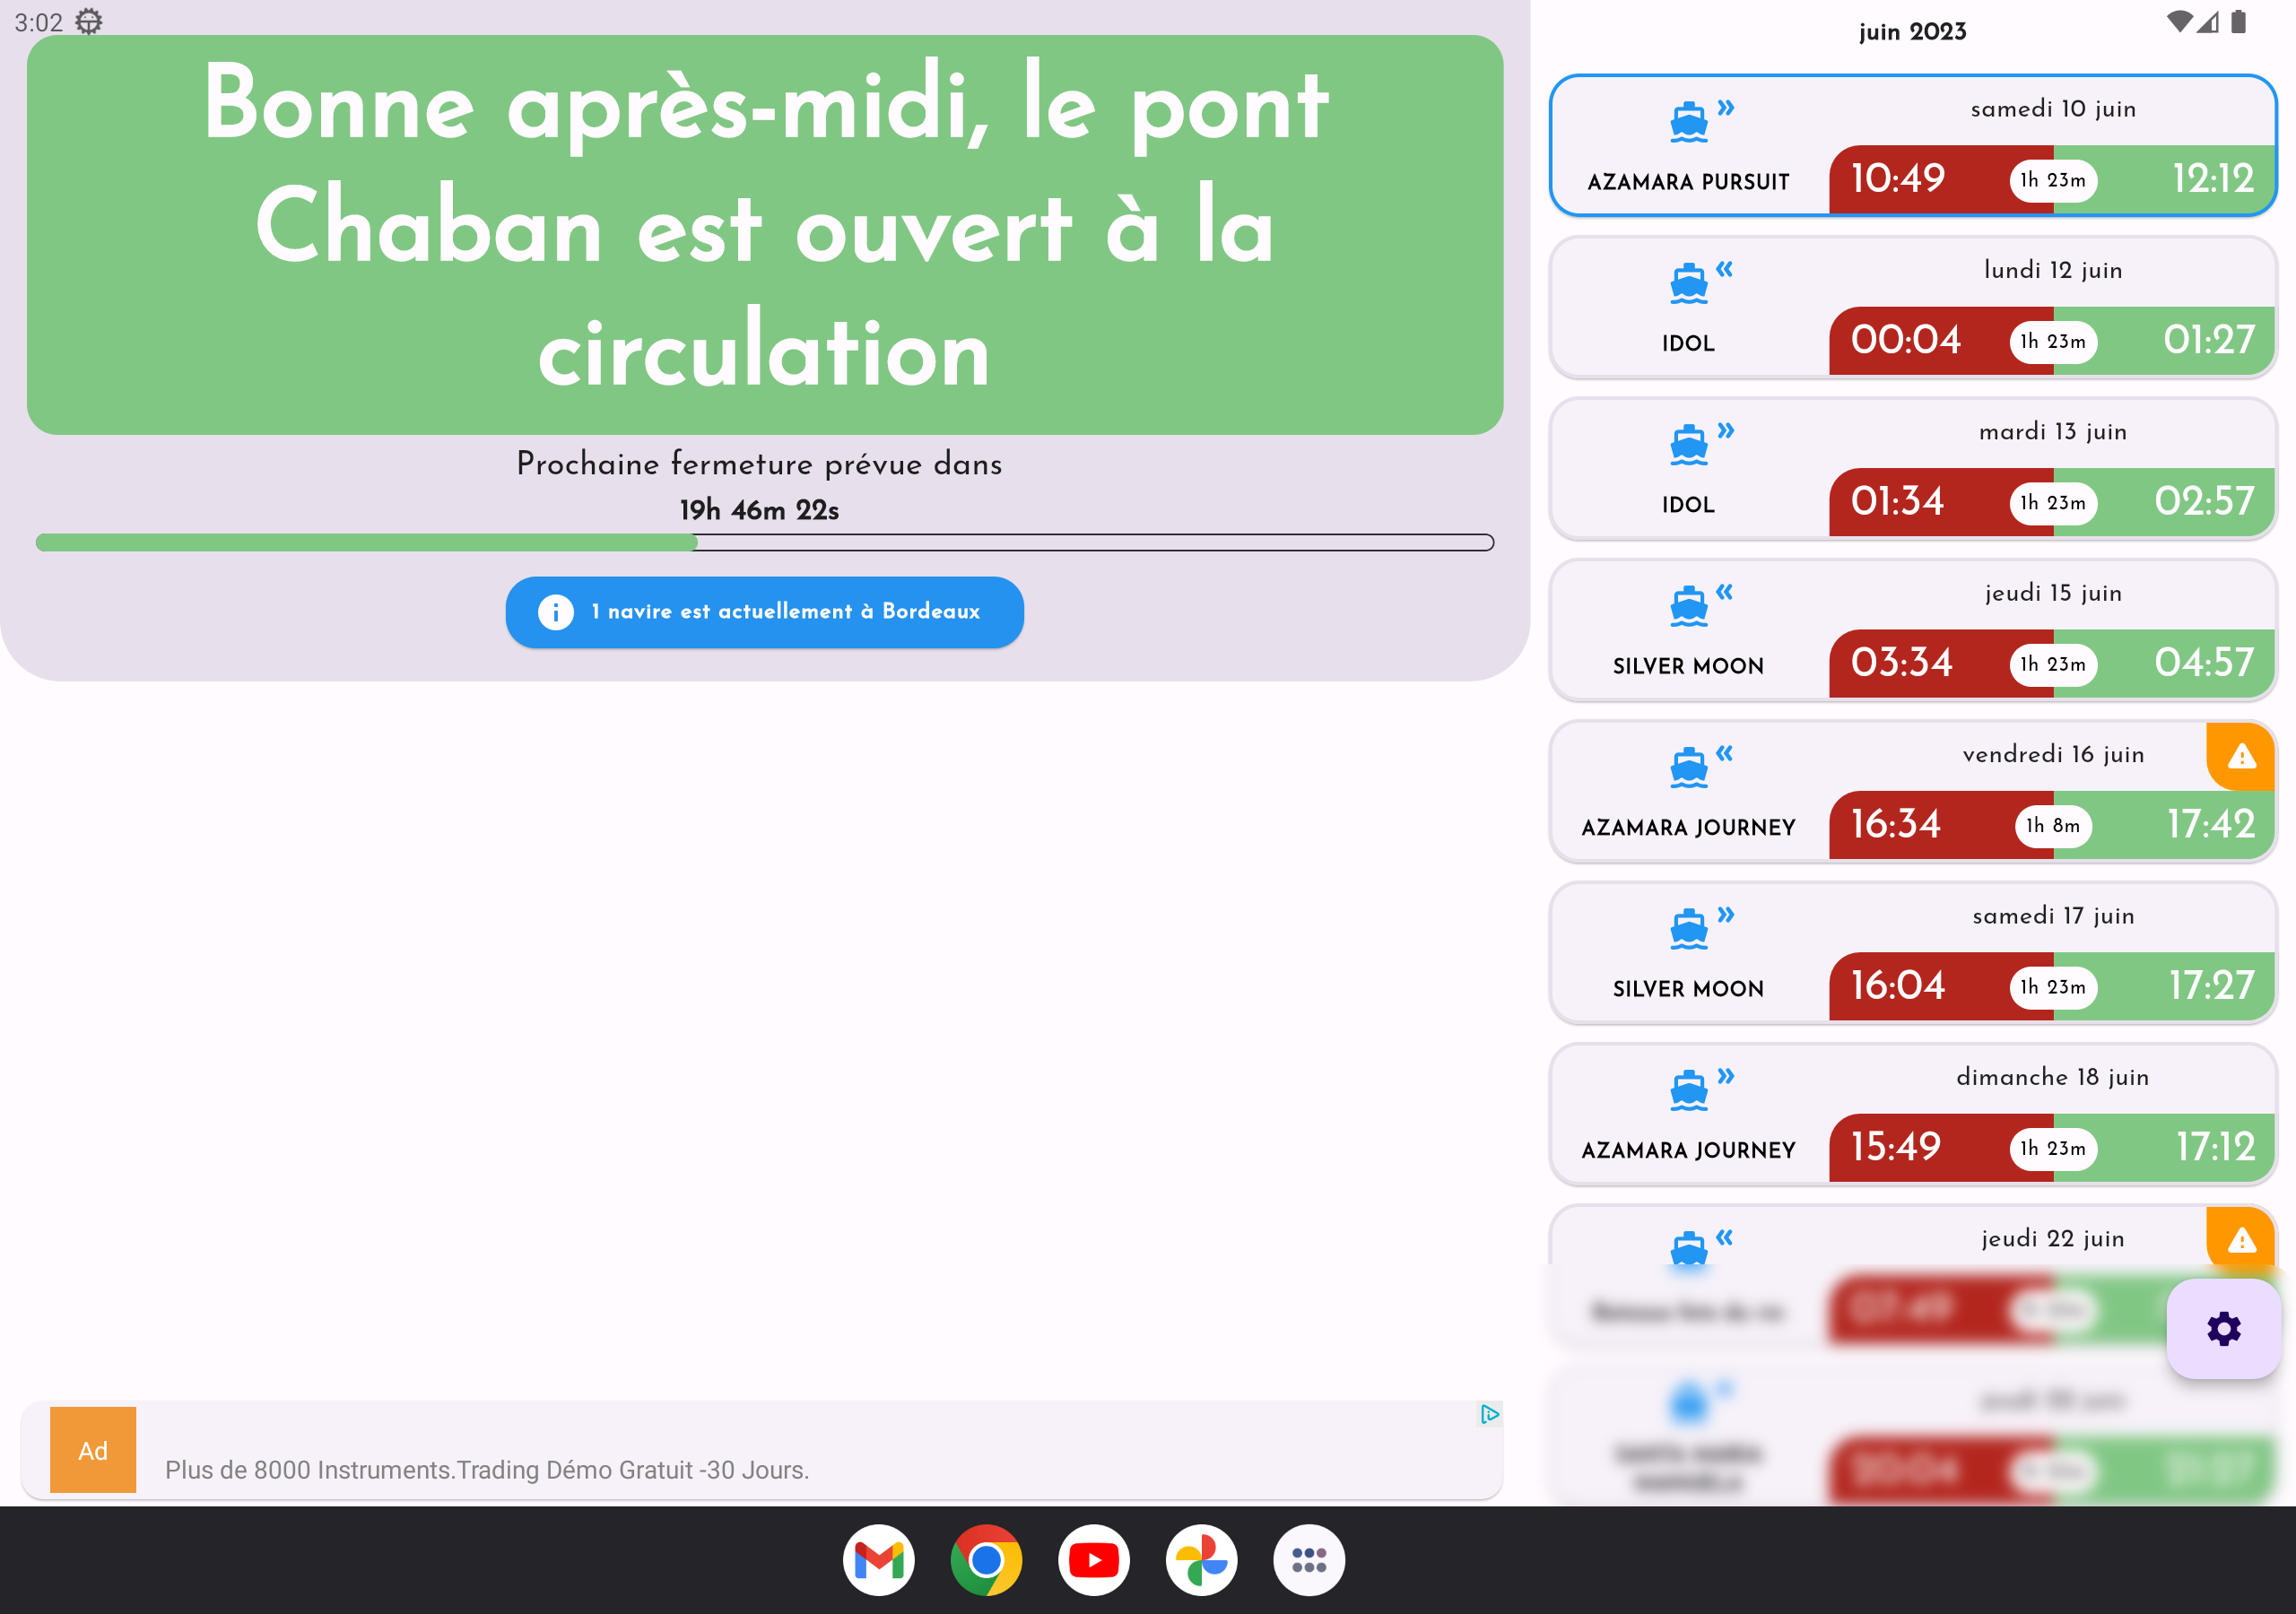 3:02
Bonne après-midi, le pont
Chaban est ouvert à la
circulation
Prochaine fermeture prévue dans
19h 46m 22s
1 navire est actuellement à Bordeaux
Ad
Plus de 8000 Instruments.Trading Démo Gratuit -30 Jours.
juin 2023
samedi 10 juin
AZAMARA PURSUIT
10:49 1h 23m 12:12
lundi 12 juin
IDOL
00:04 1h 23m 01:27
mardi 13 juin
IDOL
01:34 1h 23m 02:57
jeudi 15 juin
SILVER MOON
03:34 1h 23m 04:57
vendredi 16 juin
AZAMARA JOURNEY
16:34 1h 8m 17:42
samedi 17 juin
SILVER MOON
16:04 1h 23m 17:27
dimanche 18 juin
AZAMARA JOURNEY
15:49 1h 23m 17:12
jeudi 22 juin
07:49
20:04